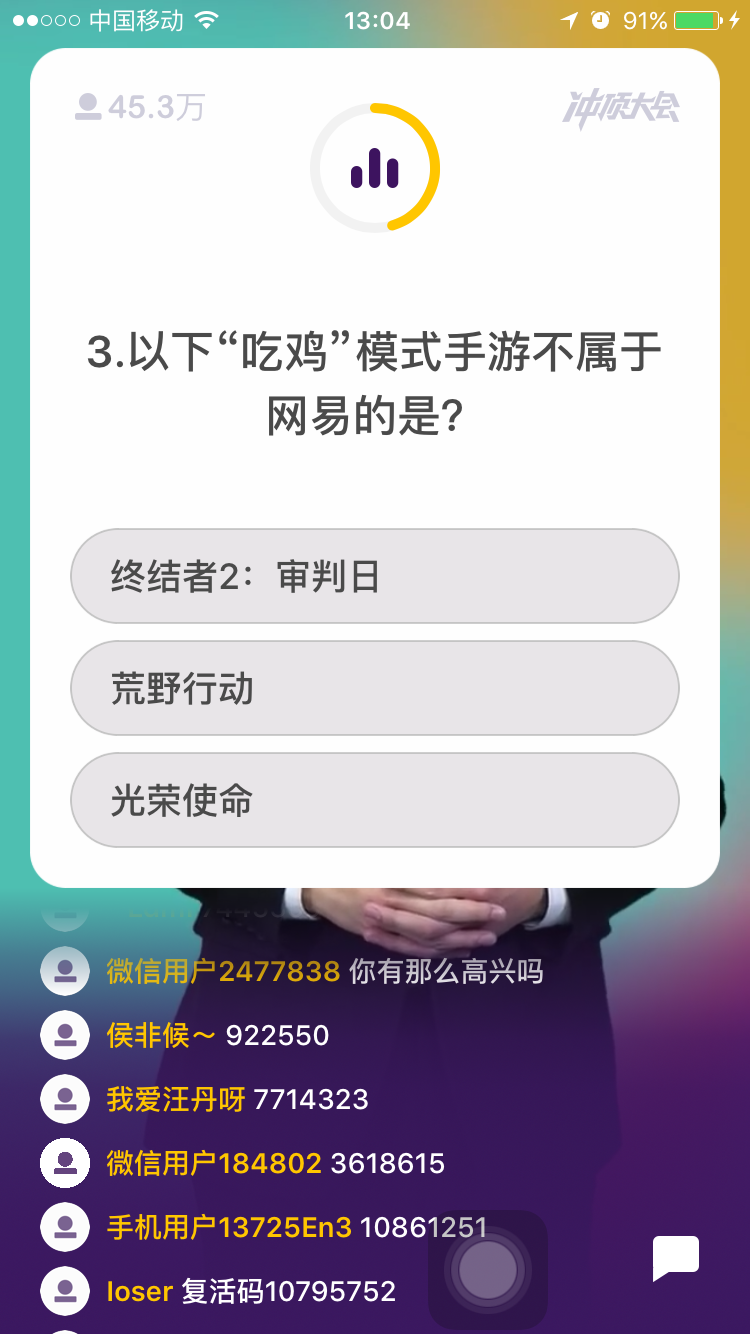 中国移动
13:04
91%
45.3万
冲顶大会
3.以下“吃鸡”模式手游不属于
网易的是?
终结者2：审判日
荒野行动
光荣使命
微信用户2477838 你有那么高兴吗
侯非候～ 922550
我爱汪丹呀 7714323
微信用户184802 3618615
手机用户13725En3 10861251
loser 复活码10795752